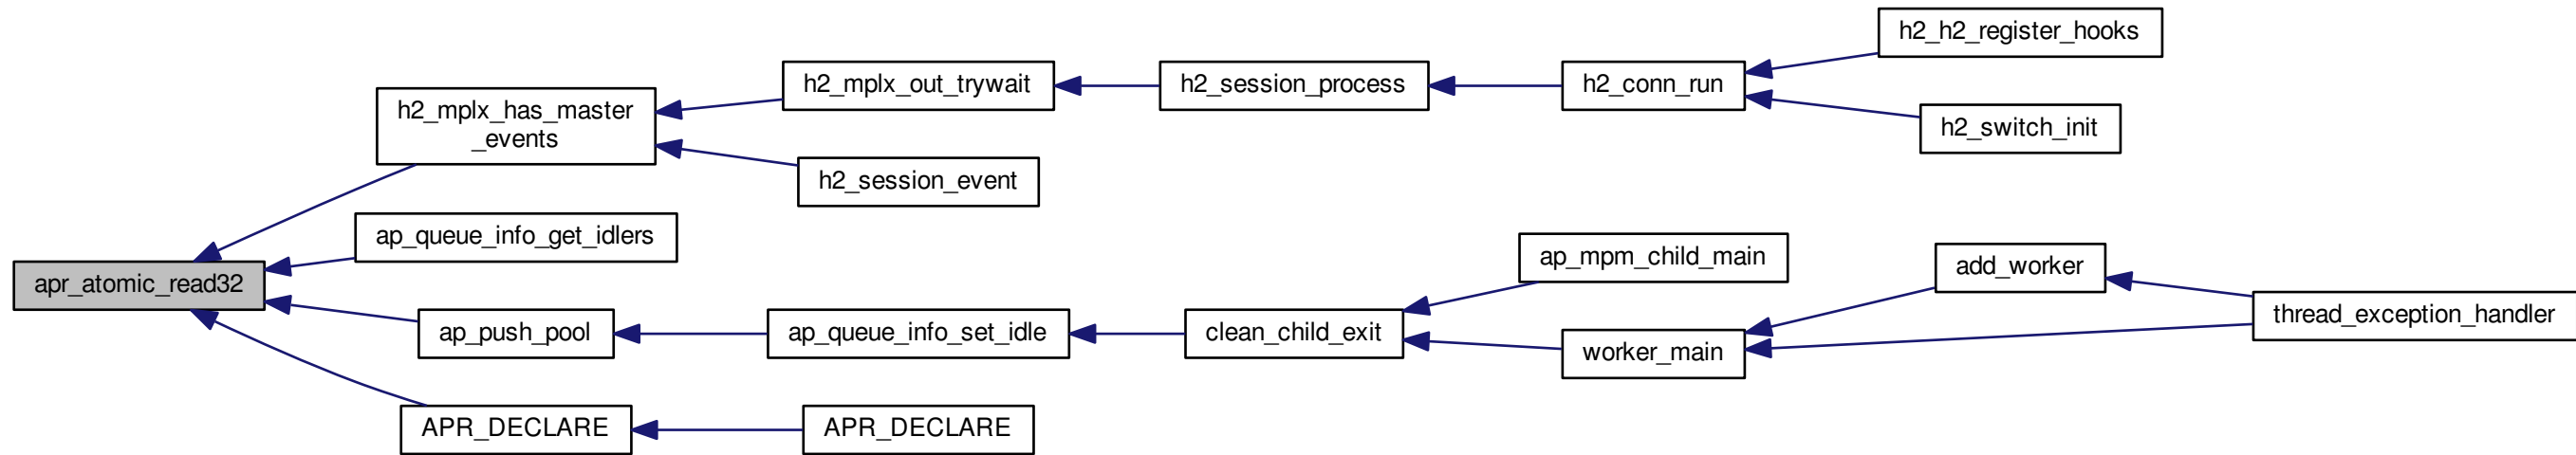 h2_h2_register_hooks
h2_mplx_out_trywait
h2_session_process
h2_conn_run
h2_mplx_has_master
_events
h2_switch_init
h2_session_event
ap_queue_info_get_idlers
apr_atomic_read32
ap_mpm_child_main
add_worker
ap_push_pool
ap_queue_info_set_idle
clean_child_exit
thread_exception_handler
worker_main
APR_DECLARE
APR_DECLARE